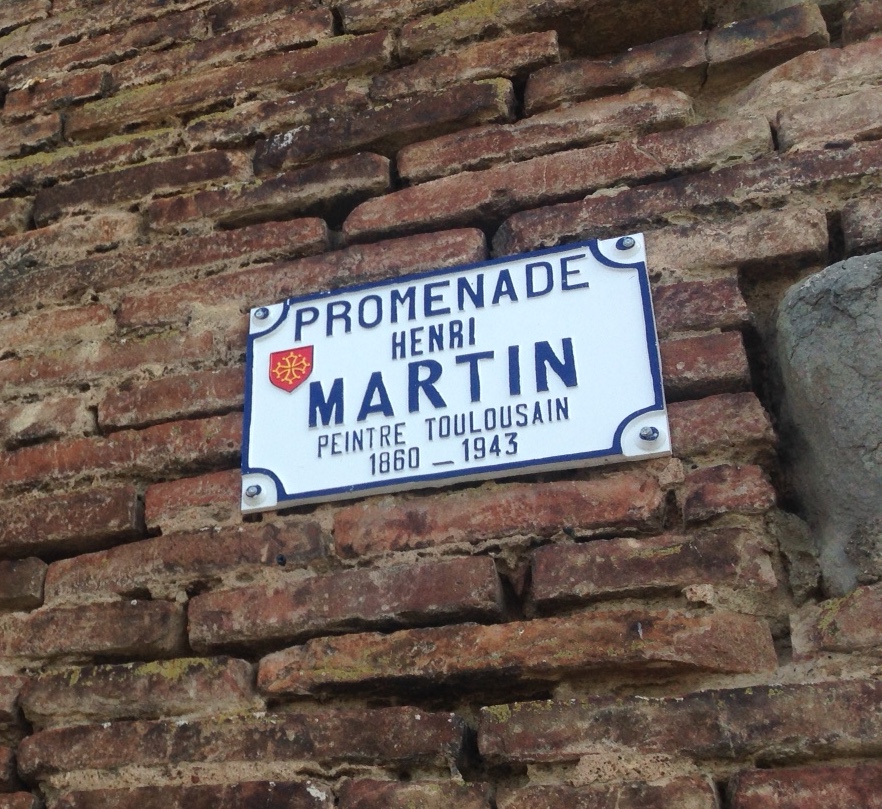 PROMENADE
HENRI
MARTIN
PEINTRE TOULOUSAIN
1860 — 1943